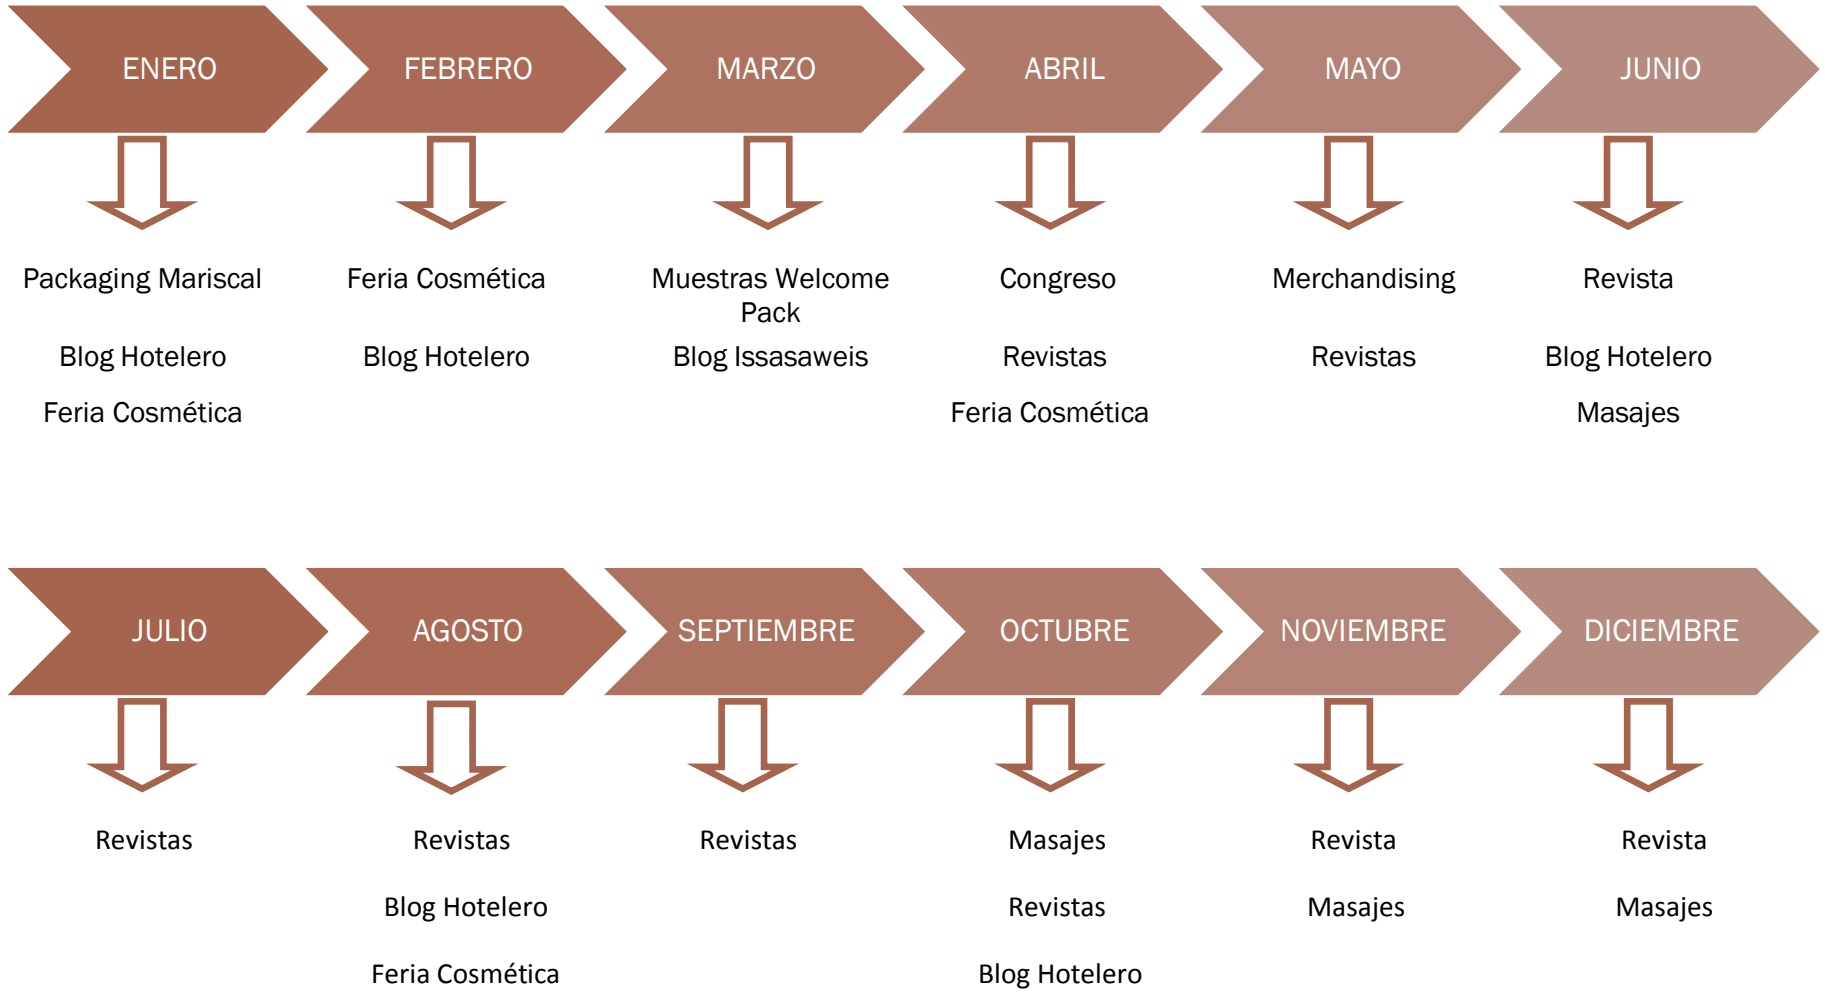 ENERO
FEBRERO
MARZO
ABRIL
MAYO
JUNIO
Packaging Mariscal
Feria Cosmética
Muestras Welcome
Pack
Congreso
Merchandising
Revista
Blog Hotelero
Blog Hotelero
Blog Issasaweis
Revistas
Revistas
Blog Hotelero
Feria Cosmética
Feria Cosmética
Masajes
JULIO
AGOSTO
SEPTIEMBRE
OCTUBRE
NOVIEMBRE
DICIEMBRE
Revistas
Revistas
Revistas
Masajes
Revista
Revista
Blog Hotelero
Revistas
Masajes
Masajes
Feria Cosmética
Blog Hotelero